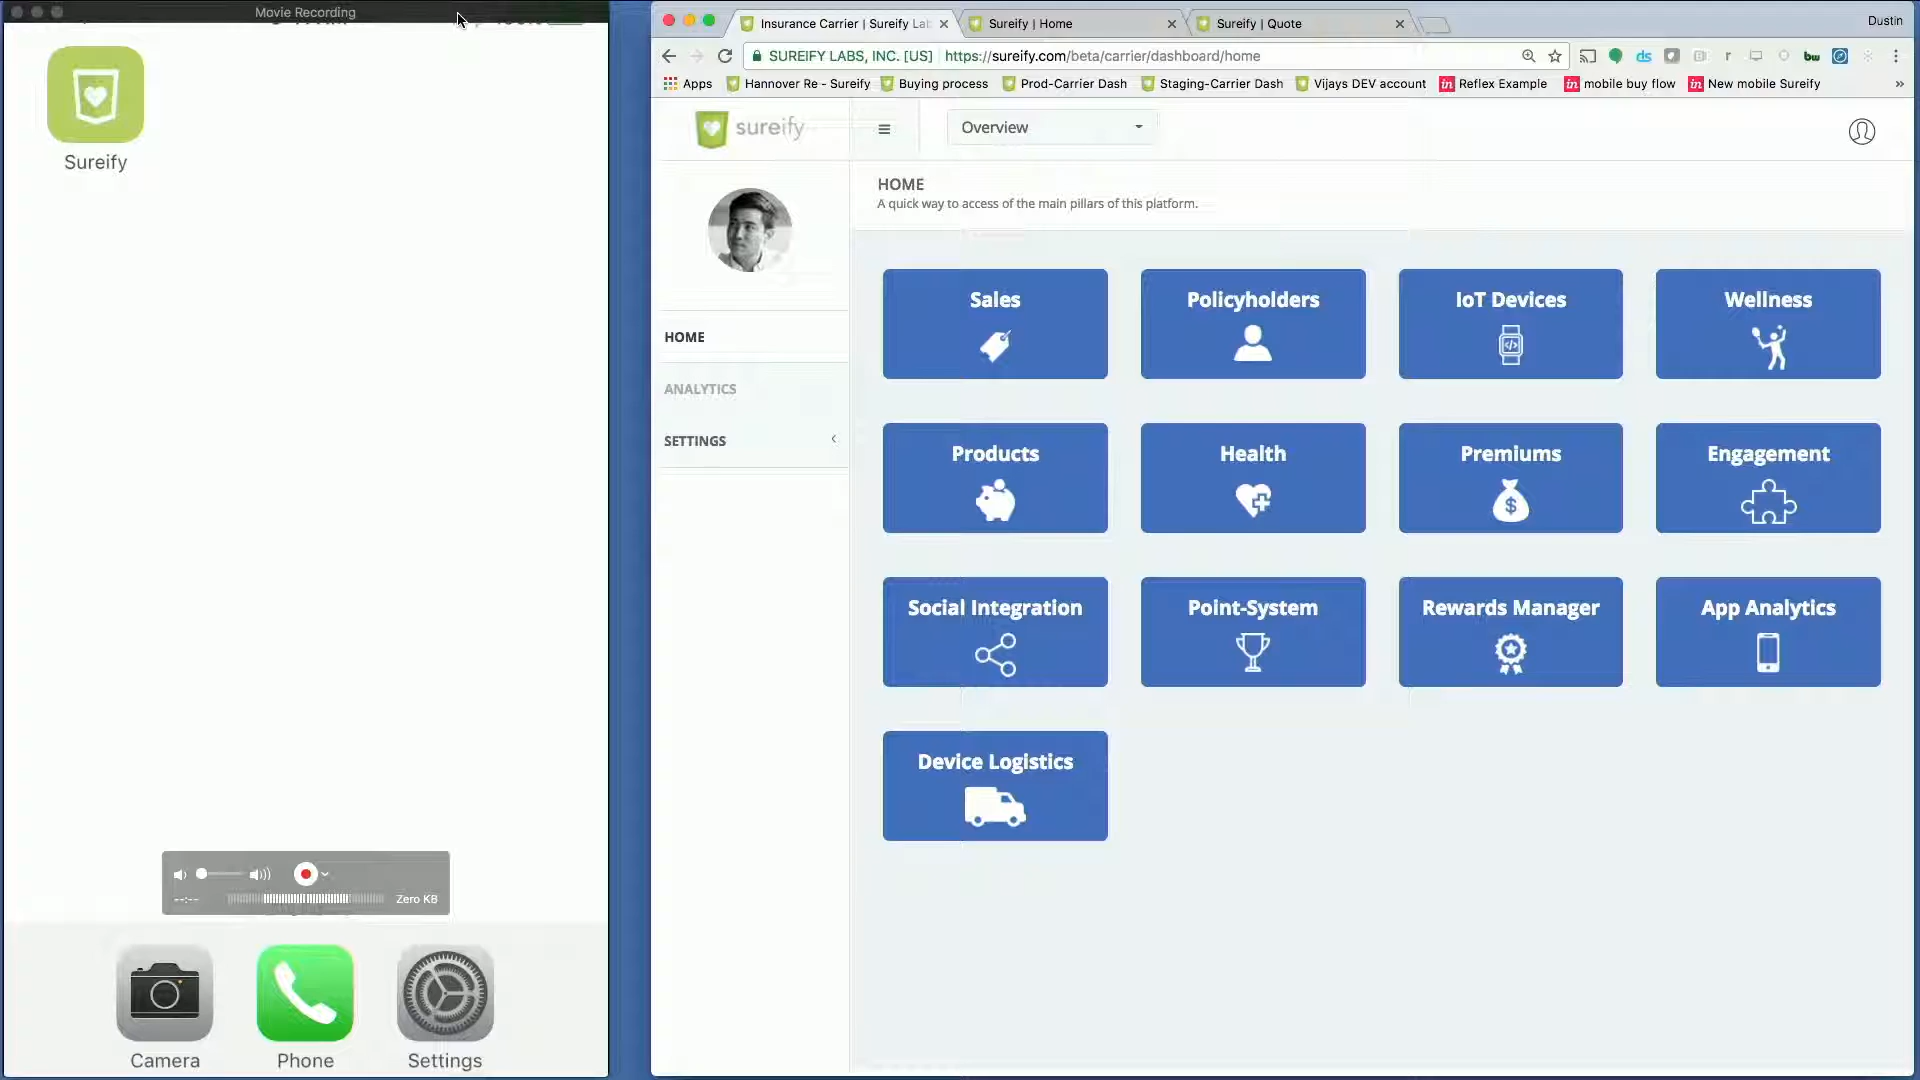 Movie Recording
Sureify
Zero KB
--:--
Camera
Phone
Settings
Insurance Carrier | Sureify La
Sureify | Home
Sureify | Quote
Dustin
SUREIFY LABS, INC. [US]
https://sureify.com/beta/carrier/dashboard/home
Apps
Hannover Re - Sureify
Buying process
Prod-Carrier Dash
Staging-Carrier Dash
Vijays DEV account
Reflex Example
mobile buy flow
New mobile Sureify
»
sureify
Overview
HOME
A quick way to access of the main pillars of this platform.
HOME
ANALYTICS
SETTINGS
Sales
Policyholders
IoT Devices
Wellness
Products
Health
Premiums
Engagement
Social Integration
Point-System
Rewards Manager
App Analytics
Device Logistics